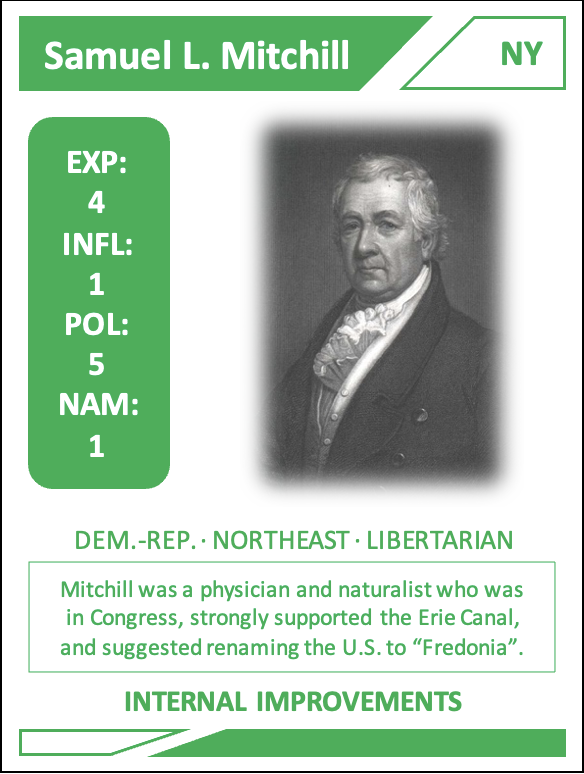 Samuel L. Mitchill
NY
EXP:
4
INFL:
1
POL:
5
NAM:
1
DEM.-REP. · NORTHEAST · LIBERTARIAN
Mitchill was a physician and naturalist who was
in Congress, strongly supported the Erie Canal,
and suggested renaming the U.S. to “Fredonia”.
INTERNAL IMPROVEMENTS